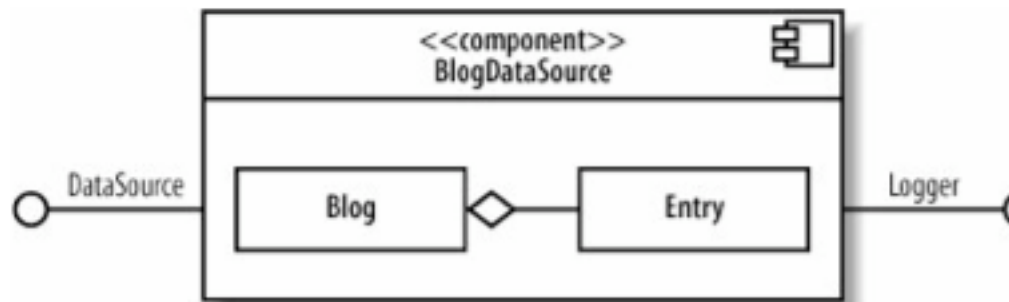 <<component>>
BlogDataSource
DataSource
Blog
Entry
Logger